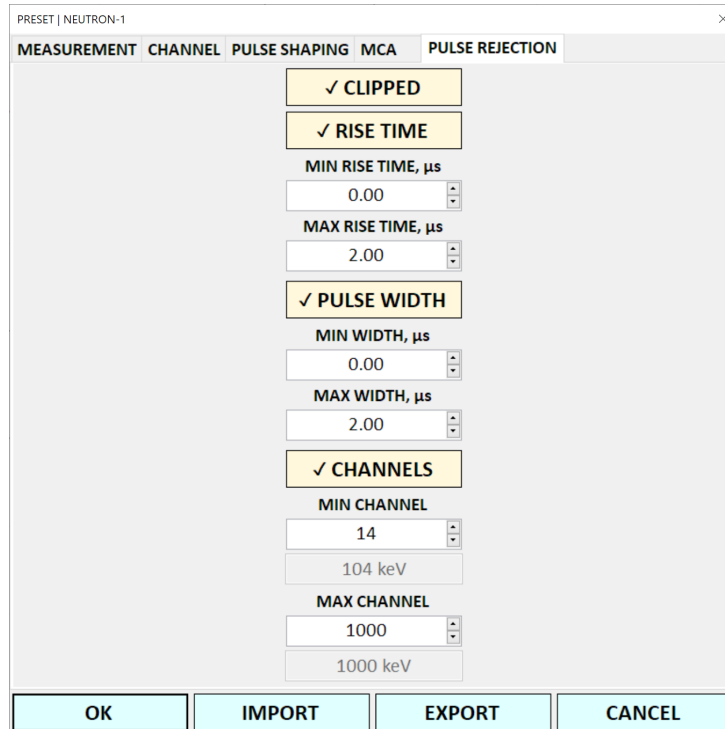 PRESET | NEUTRON-1
MEASUREMENT CHANNEL PULSE SHAPING MCA PULSE REJECTION
✓ CLIPPED
✓ RISE TIME
MIN RISE TIME, µs
0.00
MAX RISE TIME, µs
2.00
✓ PULSE WIDTH
MIN WIDTH, µs
0.00
MAX WIDTH, µs
2.00
✓ CHANNELS
MIN CHANNEL
14
104 keV
MAX CHANNEL
1000
1000 keV
OK IMPORT EXPORT CANCEL